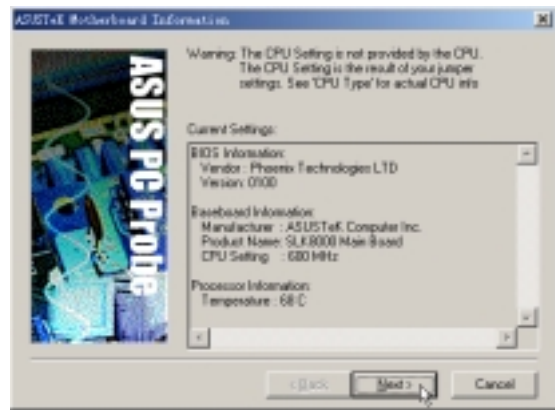 ASUSTeK Motherboard Information
ASUS PC Probe
Warning: The CPU Setting is not provided by the CPU.
The CPU Setting is the result of your jumper
settings. See 'CPU Type' for actual CPU info
Current Settings:
BIOS Information:
Vendor : Phoenix Technologies LTD
Version: 0100
Baseboard Information:
Manufacturer : ASUSTeK Computer Inc.
Product Name: SLK8000 Main Board
CPU Setting : 600 MHz
Processor Information:
Temperature : 68 C
< Back
Next >
Cancel